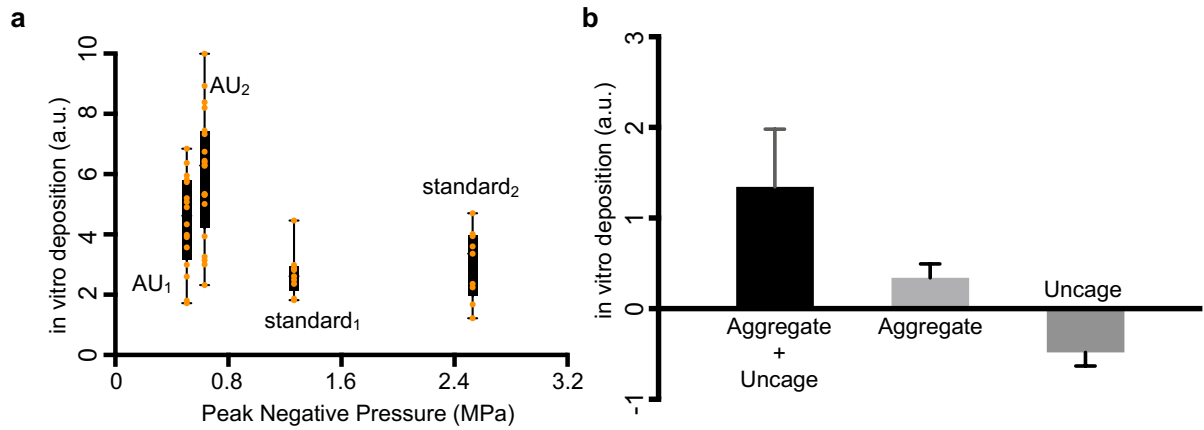 a
in vitro deposition (a.u.)
10
8
6
4
2
0
AU₂
AU₁
standard₁
standard₂
0
0.8
1.6
2.4
3.2
Peak Negative Pressure (MPa)
b
in vitro deposition (a.u.)
3
2
1
0
-1
Aggregate
+
Uncage
Aggregate
Uncage